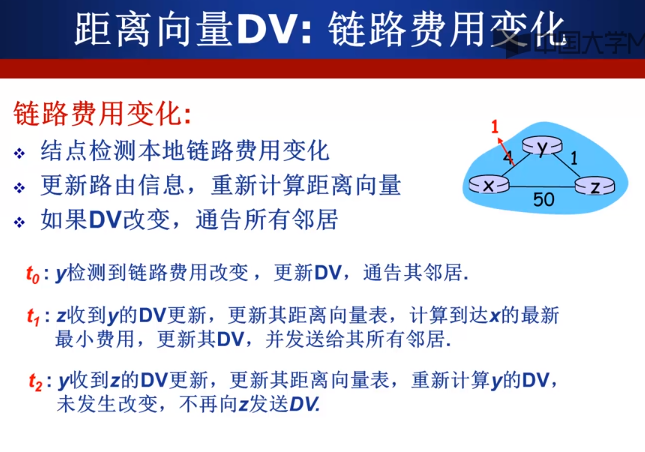 距离向量DV: 链路费用变化
中国大学M
链路费用变化:
❖ 结点检测本地链路费用变化
❖ 更新路由信息，重新计算距离向量
❖ 如果DV改变，通告所有邻居
1
4
y
1
x
z
50
t0 : y检测到链路费用改变 ，更新DV，通告其邻居.
t1 : z收到y的DV更新，更新其距离向量表，计算到达x的最新
最小费用，更新其DV，并发送给其所有邻居.
t2 : y收到z的DV更新，更新其距离向量表，重新计算y的DV，
未发生改变，不再向z发送DV.